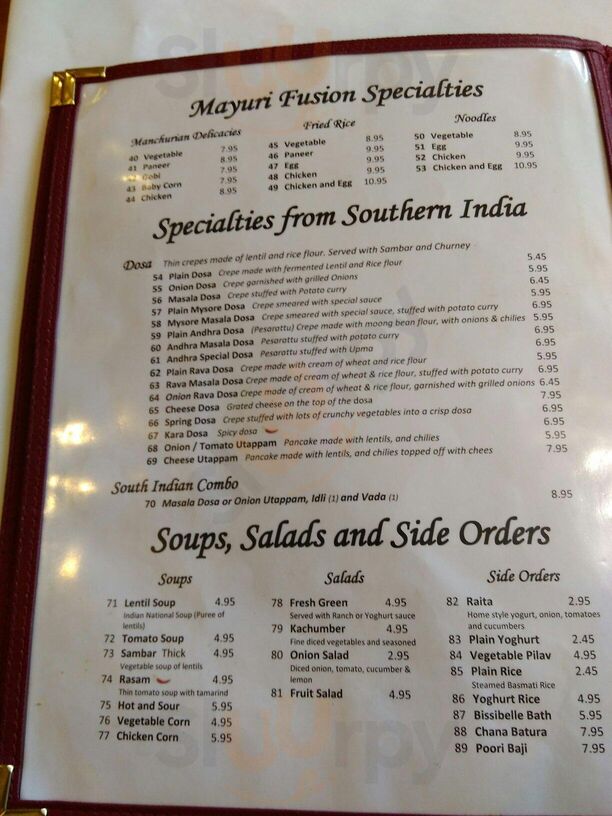 Mayuri Fusion Specialties
Manchurian Delicacies
40 Vegetable 7.95
41 Paneer 8.95
Gobi 7.95
43 Baby Corn 7.95
44 Chicken 8.95
Fried Rice
45 Vegetable 8.95
46 Paneer 9.95
47 Egg 9.95
48 Chicken 9.95
49 Chicken and Egg 10.95
Noodles
50 Vegetable 8.95
51 Egg 9.95
52 Chicken 9.95
53 Chicken and Egg 10.95
Specialties from Southern India
Dosa Thin crepes made of lentil and rice flour. Served with Sambar and Churney
54 Plain Dosa Crepe made with fermented Lentil and Rice flour 5.45
55 Onion Dosa Crepe garnished with grilled Onions 5.95
56 Masala Dosa Crepe stuffed with Potato curry 6.45
57 Plain Mysore Dosa Crepe smeared with special sauce 5.95
58 Mysore Masala Dosa Crepe smeared with special sauce, stuffed with potato curry 6.95
59 Plain Andhra Dosa (Pesarattu) Crepe made with moong bean flour, with onions & chilies 5.95
60 Andhra Masala Dosa Pesarattu stuffed with potato curry 6.95
61 Andhra Special Dosa Pesarattu stuffed with Upma 6.95
62 Plain Rava Dosa Crepe made with cream of wheat and rice flour 5.95
63 Rava Masala Dosa Crepe made of cream of wheat & rice flour, stuffed with potato curry 6.95
64 Onion Rava Dosa Crepe made of cream of wheat & rice flour, garnished with grilled onions 6.45
65 Cheese Dosa Grated cheese on the top of the dosa 7.95
66 Spring Dosa Crepe stuffed with lots of crunchy vegetables into a crisp dosa 6.95
67 Kara Dosa Spicy dosa 6.95
68 Onion / Tomato Utappam Pancake made with lentils, and chilies 5.95
69 Cheese Utappam Pancake made with lentils, and chilies topped off with chees 7.95
South Indian Combo
70 Masala Dosa or Onion Utappam, Idli (1) and Vada (1) 8.95
Soups, Salads and Side Orders
Soups
71 Lentil Soup 4.95
Indian National Soup (Puree of
lentils)
72 Tomato Soup 4.95
73 Sambar Thick 4.95
Vegetable soup of lentils
74 Rasam 4.95
Thin tomato soup with tamarind
75 Hot and Sour 5.95
76 Vegetable Corn 4.95
77 Chicken Corn 5.95
Salads
78 Fresh Green 4.95
Served with Ranch or Yoghurt sauce
79 Kachumber 4.95
Fine diced vegetables and seasoned
80 Onion Salad 2.95
Diced onion, tomato, cucumber &
lemon
81 Fruit Salad 4.95
Side Orders
82 Raita 2.95
Home style yogurt, onion, tomatoes
and cucumbers
83 Plain Yoghurt 2.45
84 Vegetable Pilav 4.95
85 Plain Rice 2.45
Steamed Basmati Rice
86 Yoghurt Rice 4.95
87 Bissibelle Bath 5.95
88 Chana Batura 7.95
89 Poori Baji 7.95
Sluurpy
Sluurpy